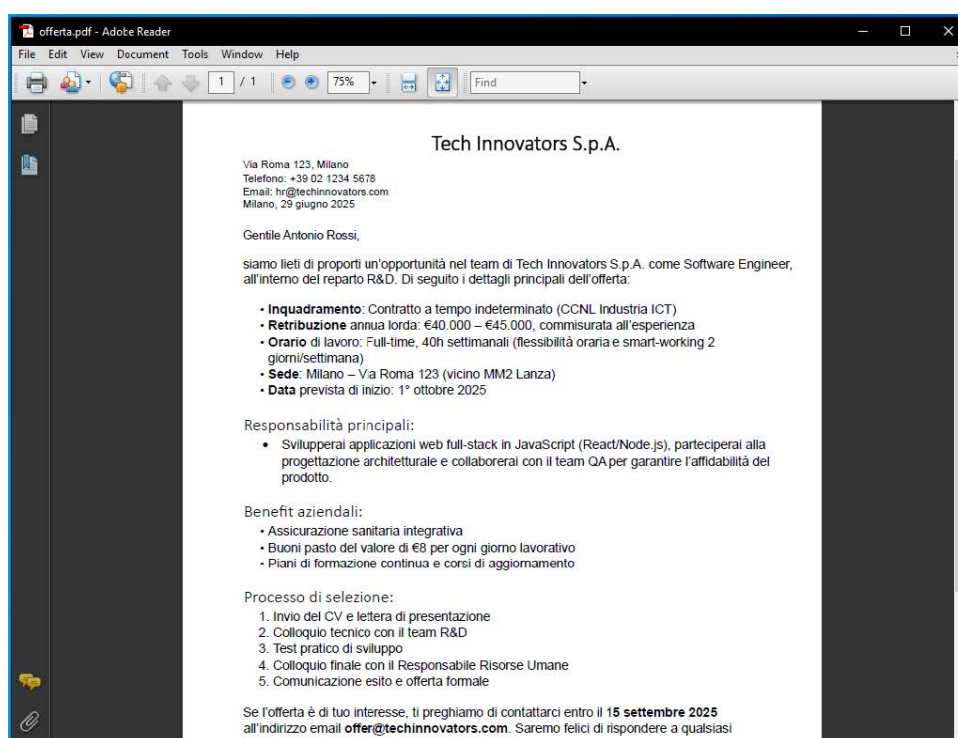 offerta.pdf - Adobe Reader
File Edit View Document Tools Window Help
1 / 1 75% Find
Tech Innovators S.p.A.
Via Roma 123, Milano
Telefono: +39 02 1234 5678
Email: hr@techinnovators.com
Milano, 29 giugno 2025
Gentile Antonio Rossi,
siamo lieti di proporti un'opportunità nel team di Tech Innovators S.p.A. come Software Engineer,
all'interno del reparto R&D. Di seguito i dettagli principali dell'offerta:
• Inquadramento: Contratto a tempo indeterminato (CCNL Industria ICT)
• Retribuzione annua lorda: €40.000 – €45.000, commisurata all'esperienza
• Orario di lavoro: Full-time, 40h settimanali (flessibilità oraria e smart-working 2
giorni/settimana)
• Sede: Milano – Via Roma 123 (vicino MM2 Lanza)
• Data prevista di inizio: 1° ottobre 2025
Responsabilità principali:
• Svilupperai applicazioni web full-stack in JavaScript (React/Node.js), parteciperai alla
progettazione architetturale e collaborerai con il team QA per garantire l'affidabilità del
prodotto.
Benefit aziendali:
• Assicurazione sanitaria integrativa
• Buoni pasto del valore di €8 per ogni giorno lavorativo
• Piani di formazione continua e corsi di aggiornamento
Processo di selezione:
1. Invio del CV e lettera di presentazione
2. Colloquio tecnico con il team R&D
3. Test pratico di sviluppo
4. Colloquio finale con il Responsabile Risorse Umane
5. Comunicazione esito e offerta formale
Se l'offerta è di tuo interesse, ti preghiamo di contattarci entro il 15 settembre 2025
all'indirizzo email offer@techinnovators.com. Saremo felici di rispondere a qualsiasi